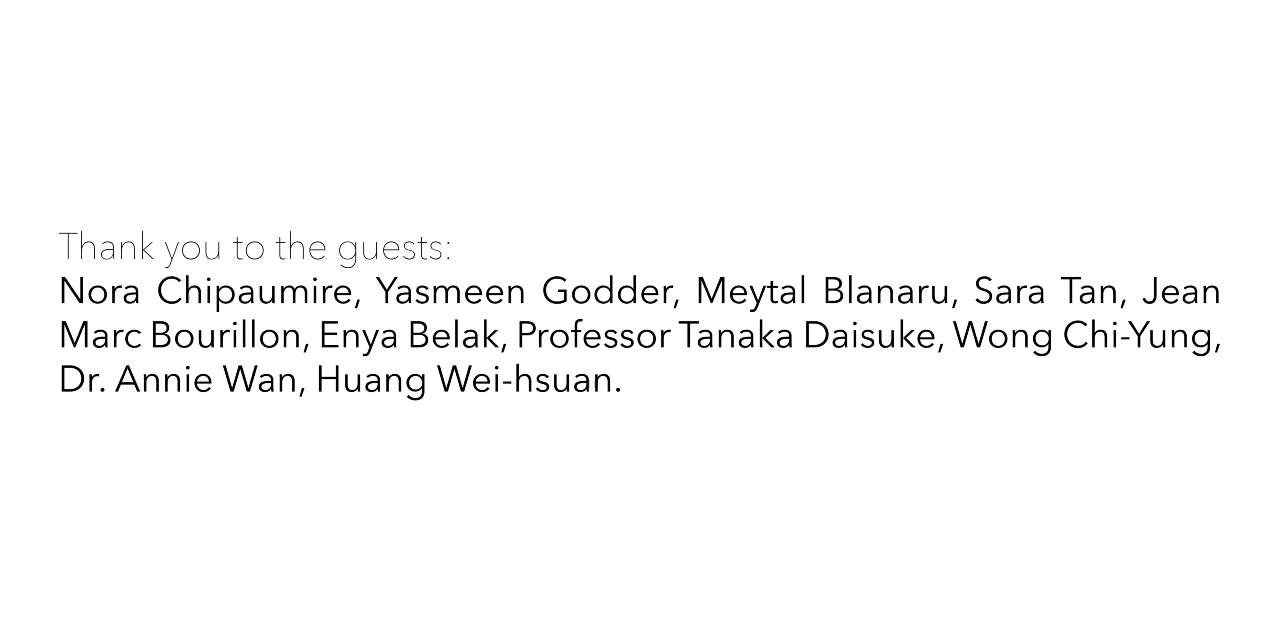 Thank you to the guests:
Nora Chipaumire, Yasmeen Godder, Meytal Blanaru, Sara Tan, Jean
Marc Bourillon, Enya Belak, Professor Tanaka Daisuke, Wong Chi-Yung,
Dr. Annie Wan, Huang Wei-hsuan.